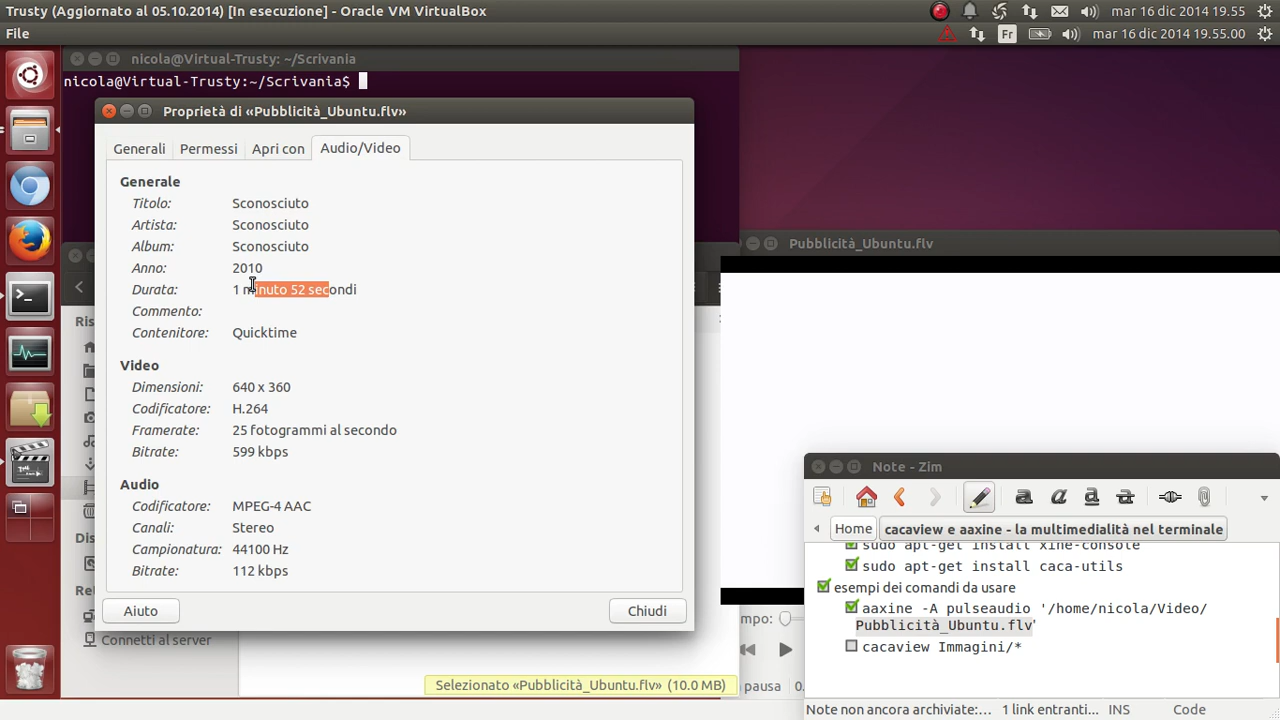 Trusty (Aggiornato al 05.10.2014) [In esecuzione] - Oracle VM VirtualBox
mar 16 dic 2014 19.55
File
Fr
mar 16 dic 2014 19.55.00
nicola@Virtual-Trusty: ~/Scrivania
nicola@Virtual-Trusty:~/Scrivania$
Proprietà di «Pubblicità_Ubuntu.flv»
Generali
Permessi
Apri con
Audio/Video
Generale
Titolo: Sconosciuto
Artista: Sconosciuto
Album: Sconosciuto
Anno: 2010
Durata: 1 minuto 52 secondi
Commento:
Contenitore: Quicktime
Video
Dimensioni: 640 x 360
Codificatore: H.264
Framerate: 25 fotogrammi al secondo
Bitrate: 599 kbps
Audio
Codificatore: MPEG-4 AAC
Canali: Stereo
Campionatura: 44100 Hz
Bitrate: 112 kbps
Aiuto
Chiudi
Ris
Dis
Ret
Connetti al server
Selezionato «Pubblicità_Ubuntu.flv» (10.0 MB)
Pubblicità_Ubuntu.flv
mpo:
pausa
0.
Note - Zim
Home
cacaview e aaxine - la multimedialità nel terminale
sudo apt-get install xine-console
sudo apt-get install caca-utils
esempi dei comandi da usare
aaxine -A pulseaudio '/home/nicola/Video/
Pubblicità_Ubuntu.flv'
cacaview Immagini/*
Note non ancora archiviate:...
1 link entranti...
INS
Code